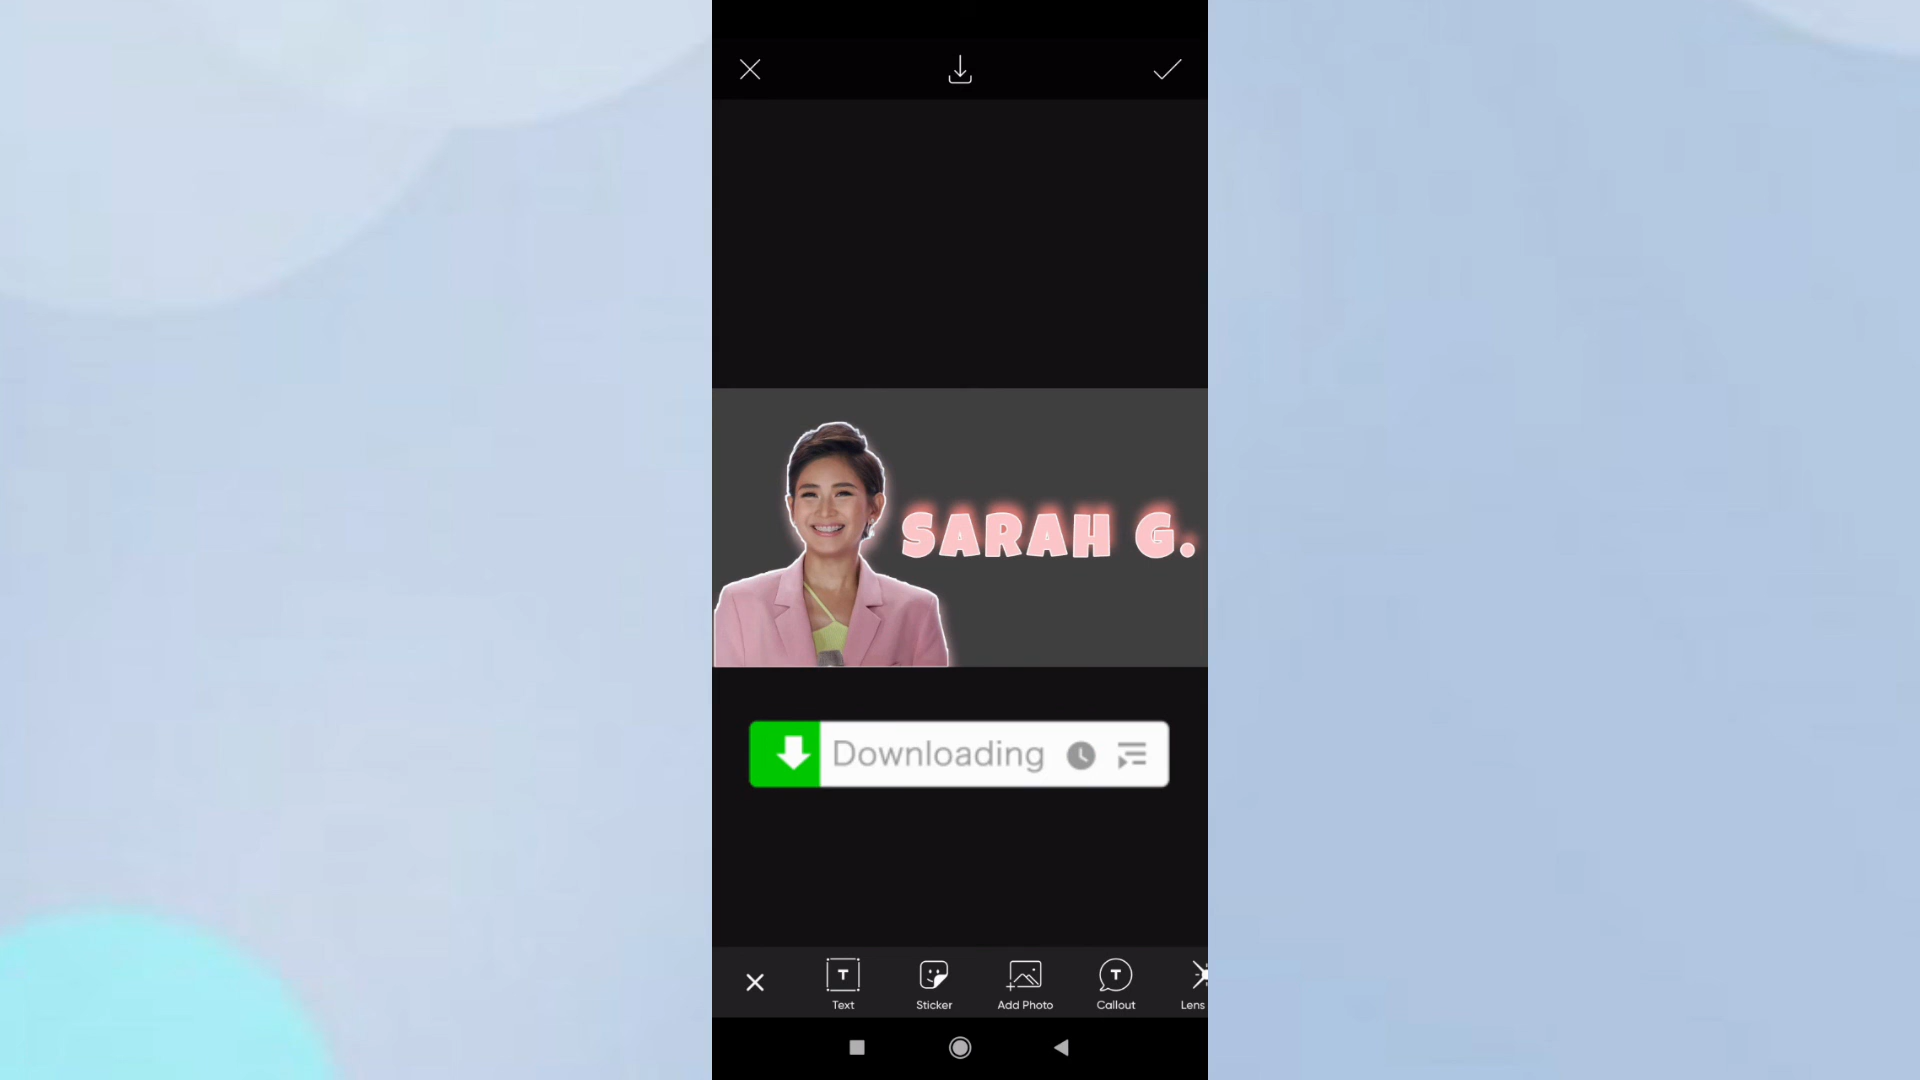 SARAH G.
Downloading
Text
Sticker
Add Photo
Callout
Lens